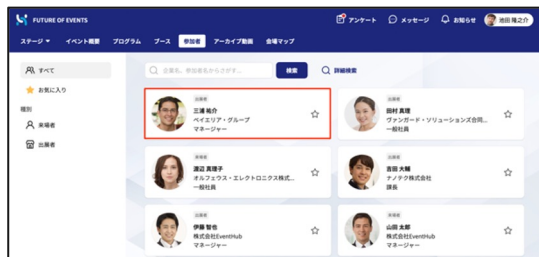 FUTURE OF EVENTS
アンケート
メッセージ
お知らせ
池田 隆之介
ステージ
イベント概要
プログラム
ブース
参加者
アーカイブ動画
会場マップ
すべて
お気に入り
種別
来場者
出展者
企業名、参加者名からさがす...
検索
詳細検索
出展者
三浦 祐介
ベイエリア・グループ
マネージャー
出展者
田村 真理
ヴァンガード・ソリューションズ合同...
一般社員
来場者
渡辺 真理子
オルフェウス・エレクトロニクス株式...
一般社員
出展者
吉田 大輔
ナノテク株式会社
課長
出展者
伊藤 智也
株式会社EventHub
マネージャー
来場者
山田 太郎
株式会社EventHub
マネージャー